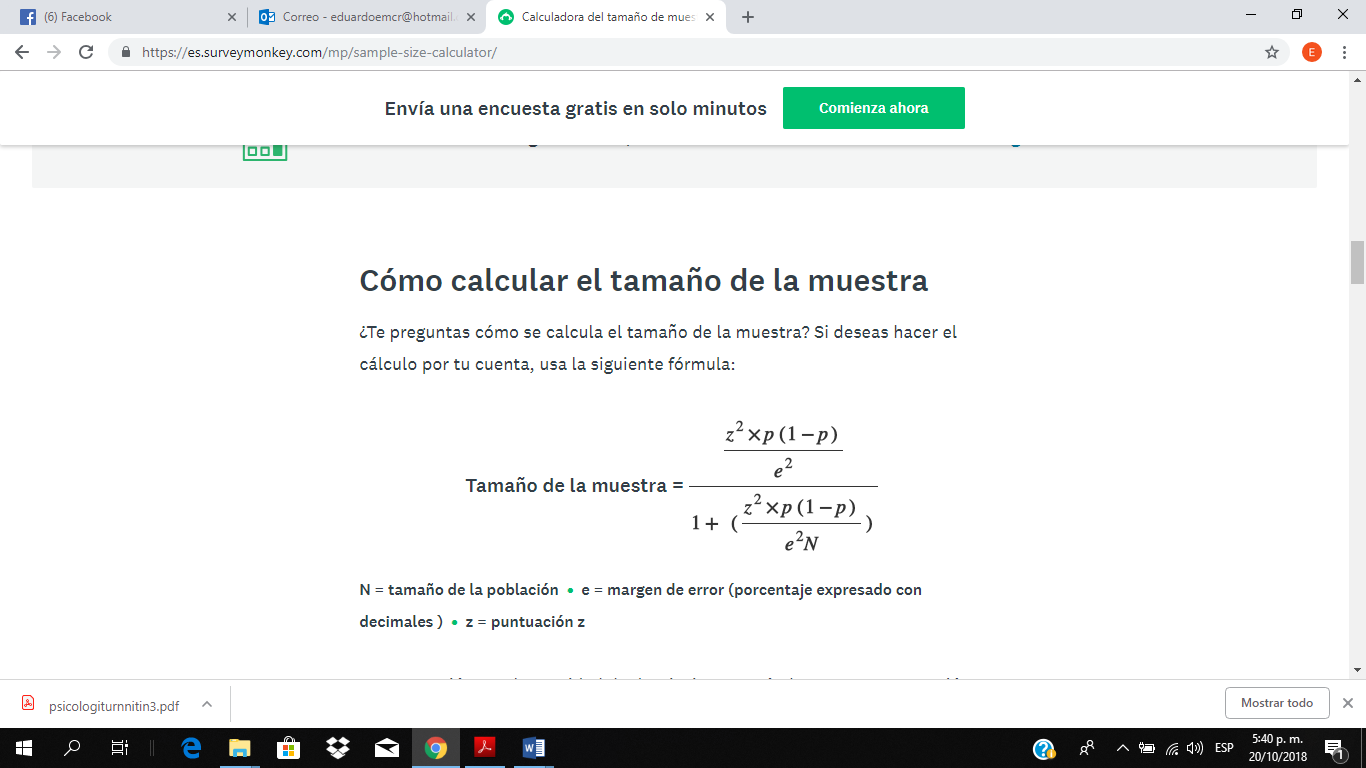 (6) Facebook
Correo - eduardoemcr@hotmail.
Calculadora del tamaño de mues
https://es.surveymonkey.com/mp/sample-size-calculator/
E
Envía una encuesta gratis en solo minutos
Comienza ahora
Cómo calcular el tamaño de la muestra
¿Te preguntas cómo se calcula el tamaño de la muestra? Si deseas hacer el
cálculo por tu cuenta, usa la siguiente fórmula:
z² × p (1 − p)
e²
Tamaño de la muestra =
1 + ( z² × p (1 − p) )
e²N
N = tamaño de la población • e = margen de error (porcentaje expresado con
decimales ) • z = puntuación z
psicologiturnnitin3.pdf
Mostrar todo
ESP
5:40 p. m.
20/10/2018
1